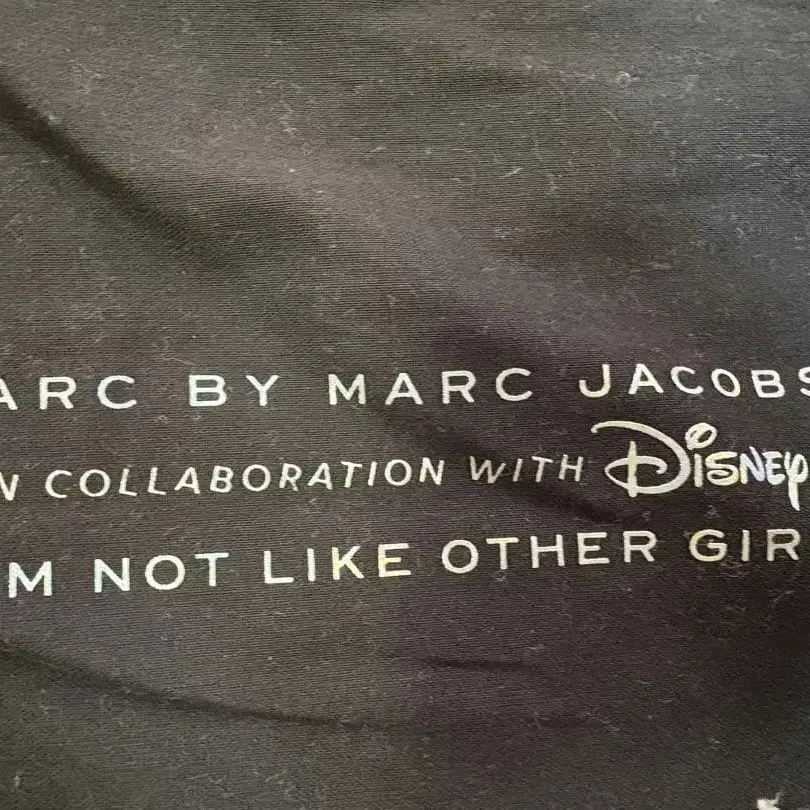 ARC BY MARC JACOBS
N COLLABORATION WITH DISNEY
M NOT LIKE OTHER GIR